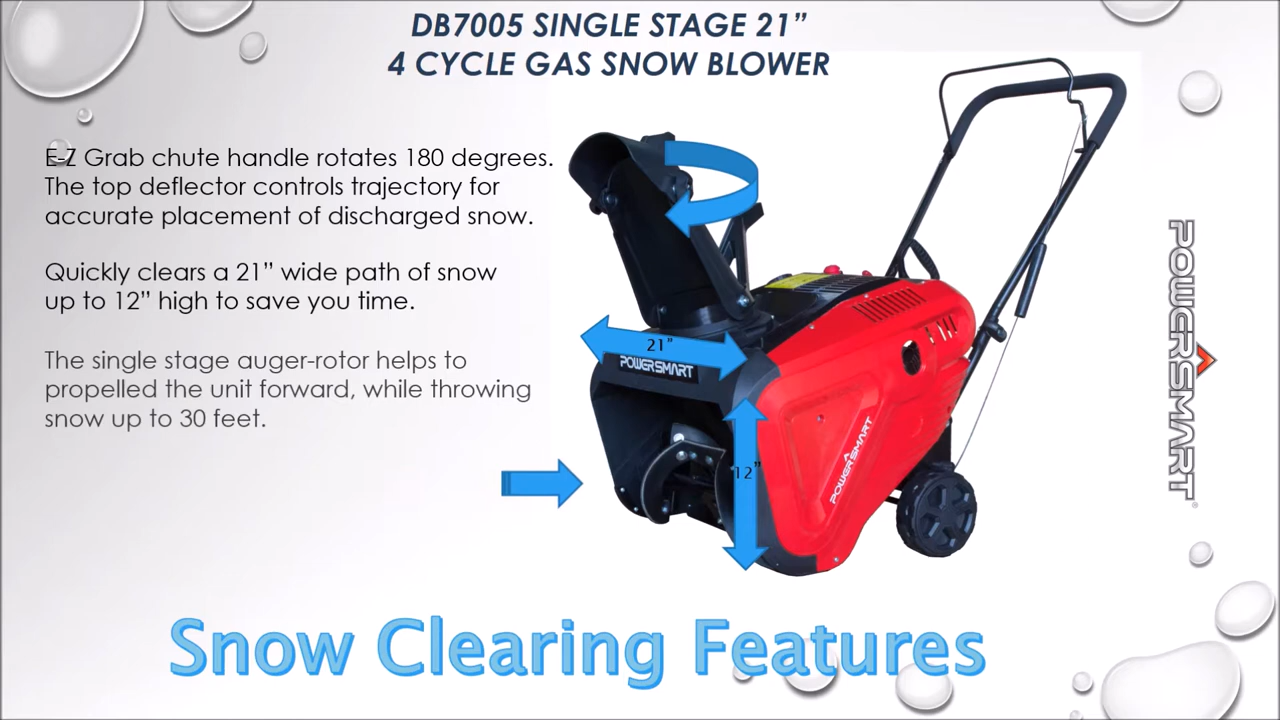 DB7005 SINGLE STAGE 21”
4 CYCLE GAS SNOW BLOWER
E-Z Grab chute handle rotates 180 degrees.
The top deflector controls trajectory for
accurate placement of discharged snow.
Quickly clears a 21” wide path of snow
up to 12” high to save you time.
The single stage auger-rotor helps to
propelled the unit forward, while throwing
snow up to 30 feet.
21”
POWERSMART
12”
POWERSMART
POWERSMART
Snow Clearing Features